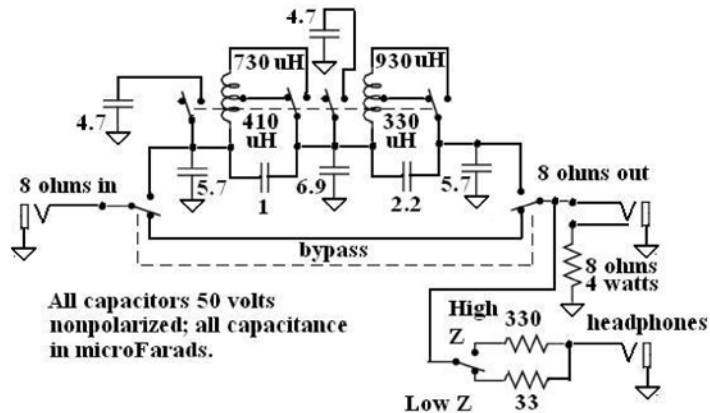 4.7
730 uH
930 uH
4.7
410
uH
330
uH
5.7
1
6.9
2.2
5.7
8 ohms in
8 ohms out
bypass
8 ohms
4 watts
All capacitors 50 volts
nonpolarized; all capacitance
in microFarads.
High
Z
330
headphones
Low Z
33